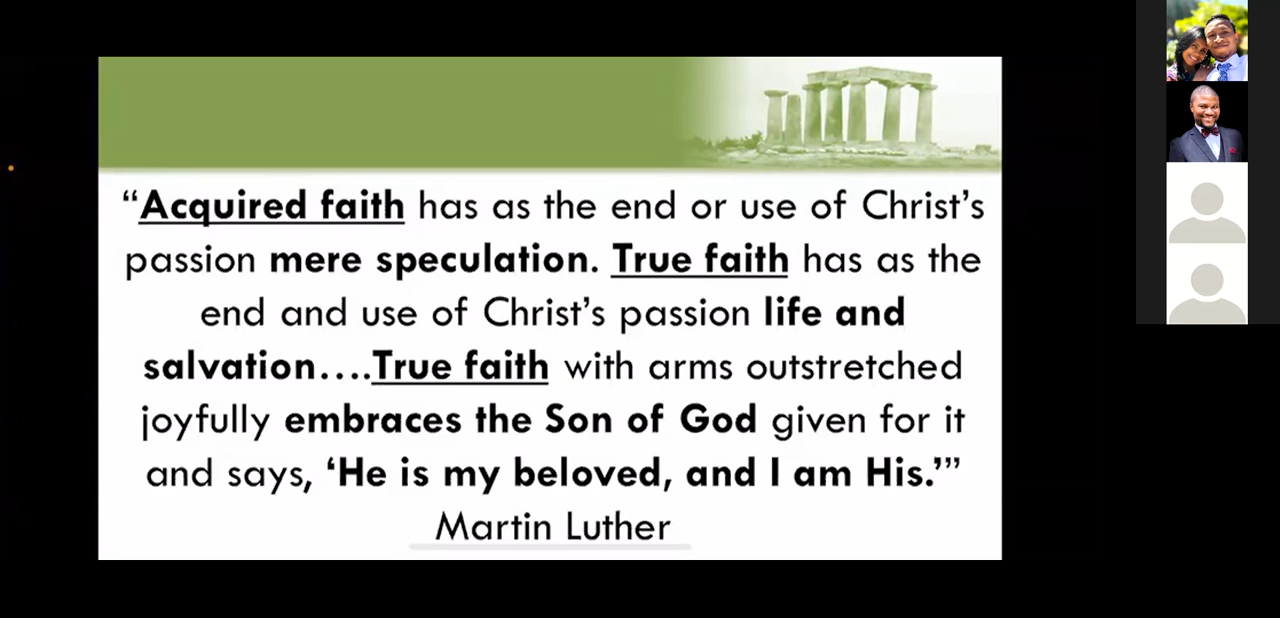 “Acquired faith has as the end or use of Christ’s
passion mere speculation. True faith has as the
end and use of Christ’s passion life and
salvation….True faith with arms outstretched
joyfully embraces the Son of God given for it
and says, ‘He is my beloved, and I am His.’”
Martin Luther